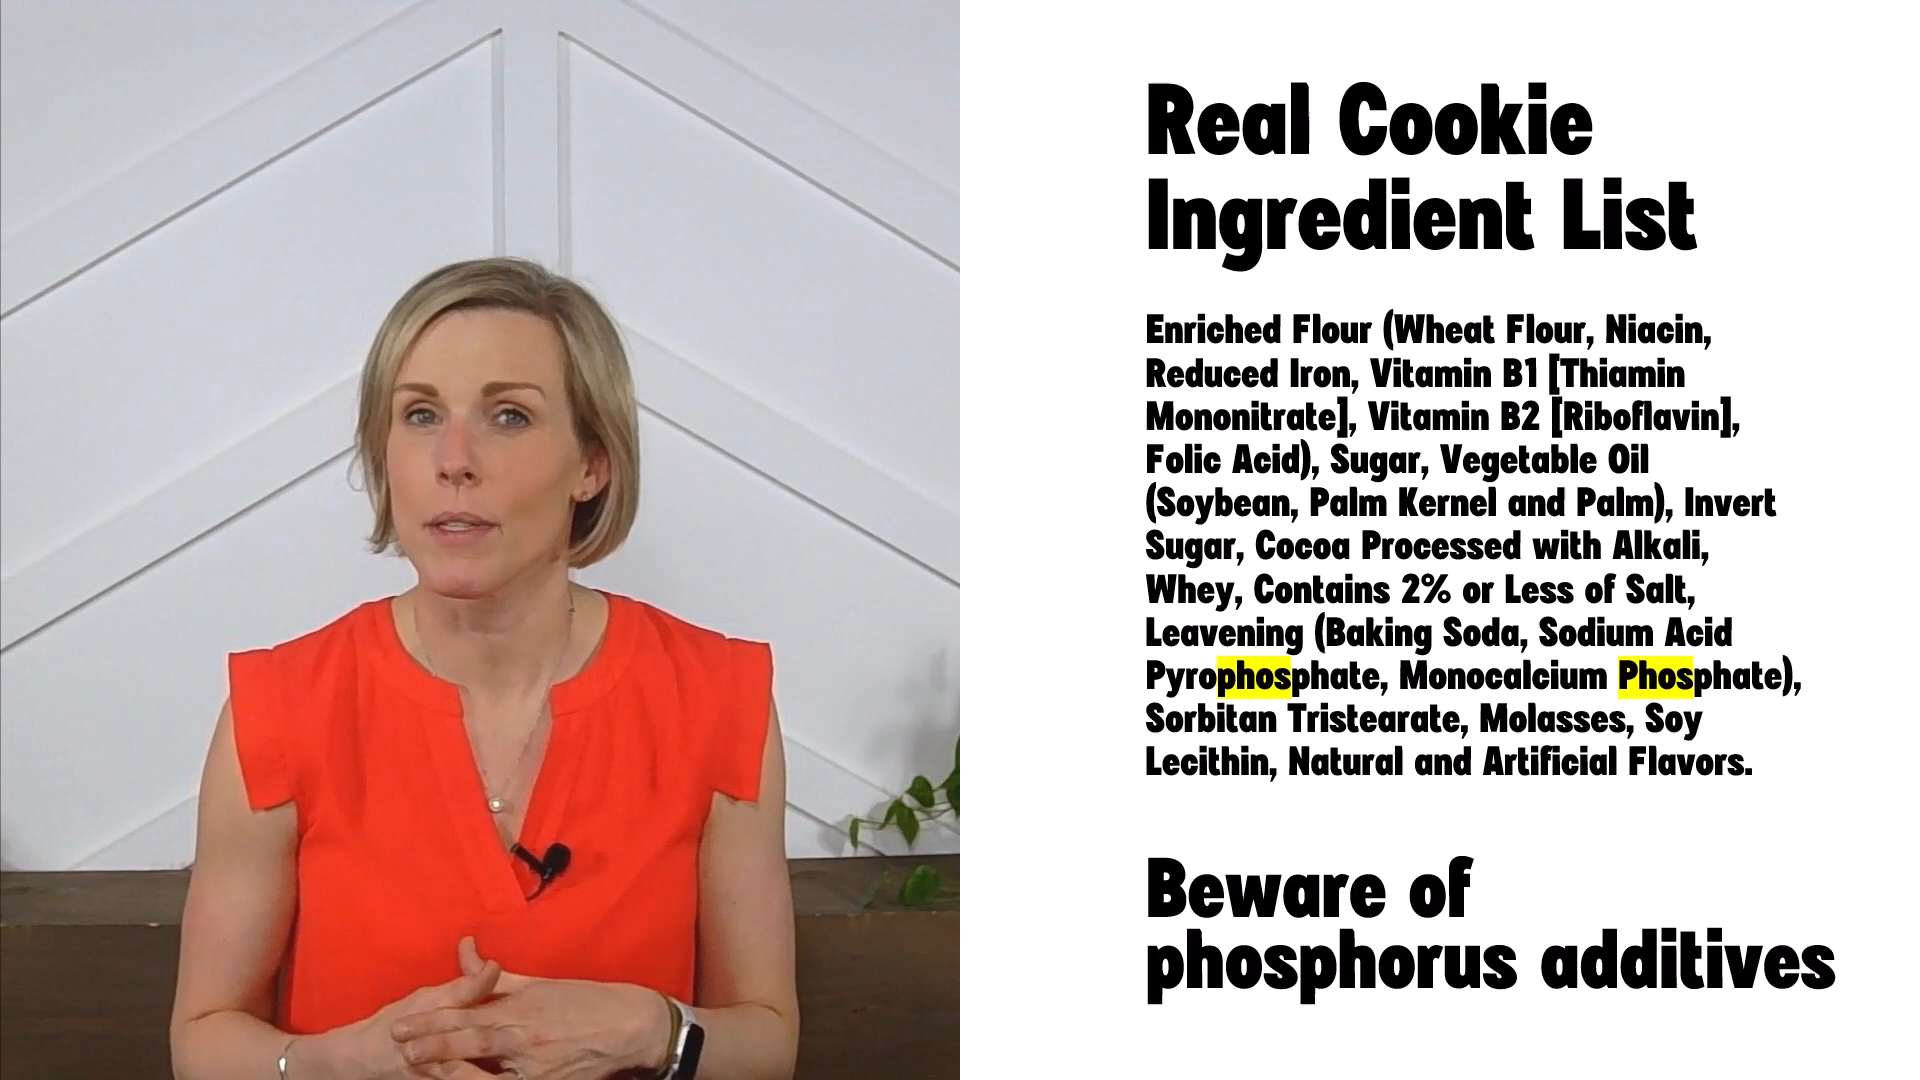 Real Cookie
Ingredient List
Enriched Flour (Wheat Flour, Niacin,
Reduced Iron, Vitamin B1 [Thiamin
Mononitrate], Vitamin B2 [Riboflavin],
Folic Acid), Sugar, Vegetable Oil
(Soybean, Palm Kernel and Palm), Invert
Sugar, Cocoa Processed with Alkali,
Whey, Contains 2% or Less of Salt,
Leavening (Baking Soda, Sodium Acid
Pyrophosphate, Monocalcium Phosphate),
Sorbitan Tristearate, Molasses, Soy
Lecithin, Natural and Artificial Flavors.
Beware of
phosphorus additives